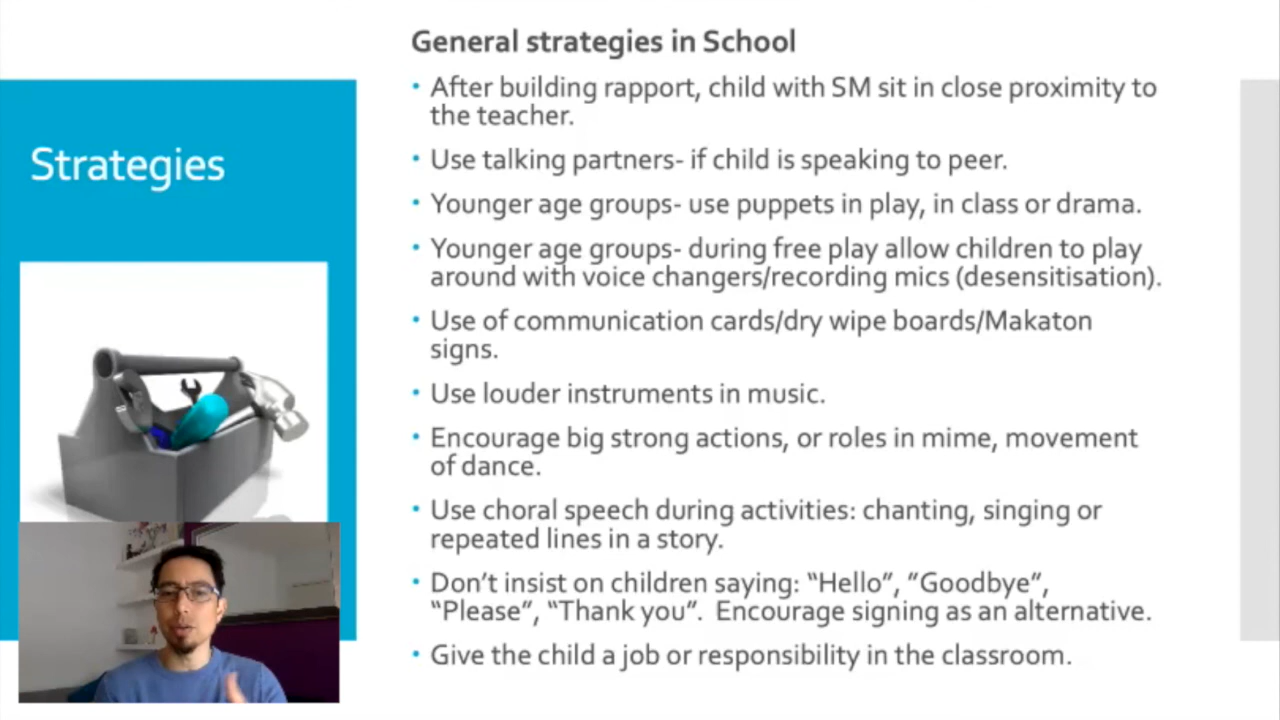 General strategies in School
Strategies
• After building rapport, child with SM sit in close proximity to
the teacher.
• Use talking partners- if child is speaking to peer.
• Younger age groups- use puppets in play, in class or drama.
• Younger age groups- during free play allow children to play
around with voice changers/recording mics (desensitisation).
• Use of communication cards/dry wipe boards/Makaton
signs.
• Use louder instruments in music.
• Encourage big strong actions, or roles in mime, movement
of dance.
• Use choral speech during activities: chanting, singing or
repeated lines in a story.
• Don’t insist on children saying: “Hello”, ”Goodbye”,
“Please”, “Thank you”.  Encourage signing as an alternative.
• Give the child a job or responsibility in the classroom.